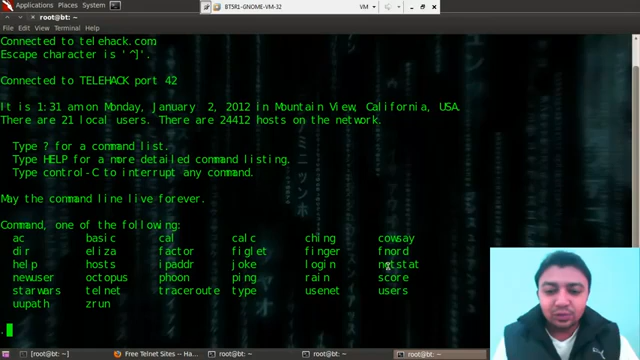 Applications Places System
BT5R1-GNOME-VM-32
VM
root@bt: ~
File Edit View Terminal Help
Connected to telehack.com.
Escape character is '^]'.
Connected to TELEHACK port 42
It is 1:31 am on Monday, January 2, 2012 in Mountain View, California, USA.
There are 21 local users. There are 24412 hosts on the network.
Type ? for a command list.
Type HELP for a more detailed command listing.
Type control-C to interrupt any command.
May the command line live forever.
Command, one of the following:
ac basic cal calc ching cowsay
dir eliza factor figlet finger fnord
help hosts ipaddr joke login netstat
newuser octopus phoon ping rain score
starwars telnet traceroute type usenet users
uupath zrun
.
[root@bt: ~] Free Telnet Sites -- Ha... root@bt: ~ root@bt: ~